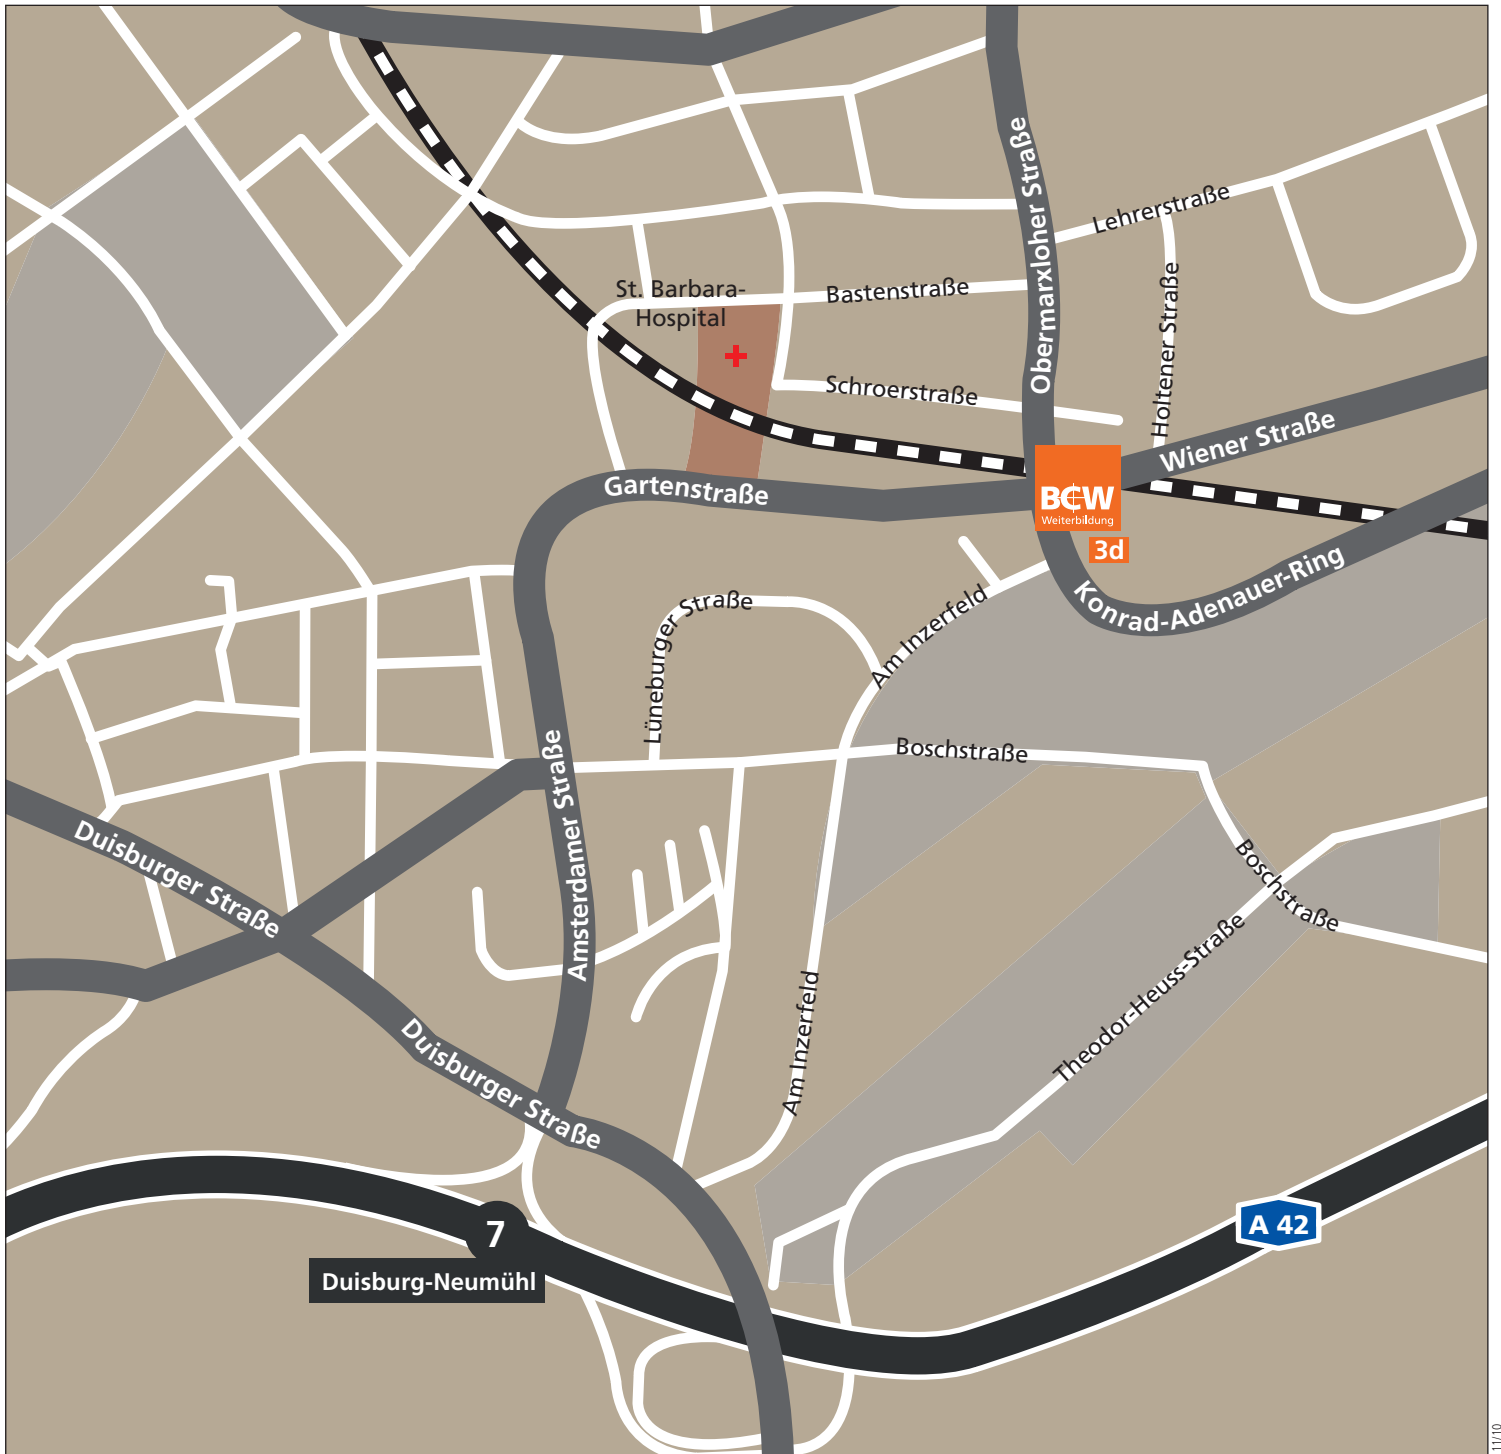 Obermarxloher Straße
Lehrerstraße
Holtener Straße
St. Barbara-
Hospital
Bastenstraße
Schroerstraße
Wiener Straße
Gartenstraße
BCW
Weiterbildung
3d
Konrad-Adenauer-Ring
Lüneburger Straße
Am Inzerfeld
Boschstraße
Amsterdamer Straße
Duisburger Straße
Boschstraße
Theodor-Heuss-Straße
Am Inzerfeld
Duisburger Straße
7
Duisburg-Neumühl
A 42
11/10